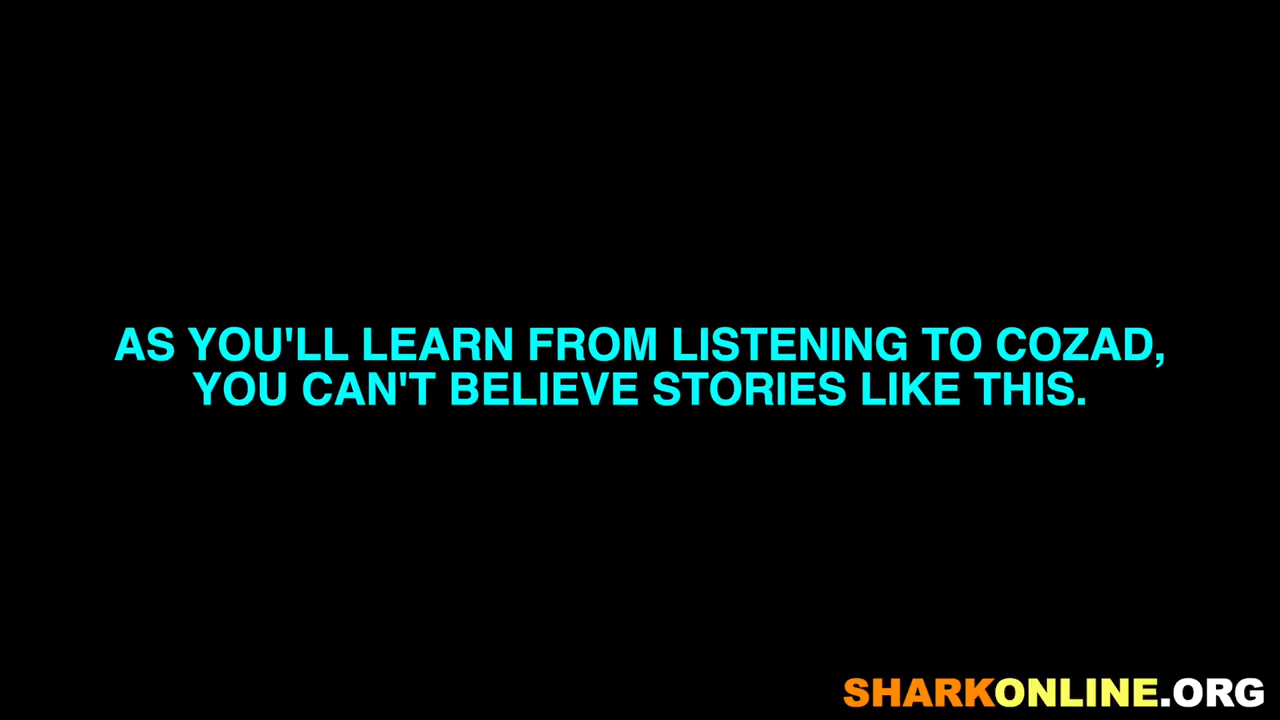 AS YOU'LL LEARN FROM LISTENING TO COZAD,
YOU CAN'T BELIEVE STORIES LIKE THIS.
SHARKONLINE.ORG